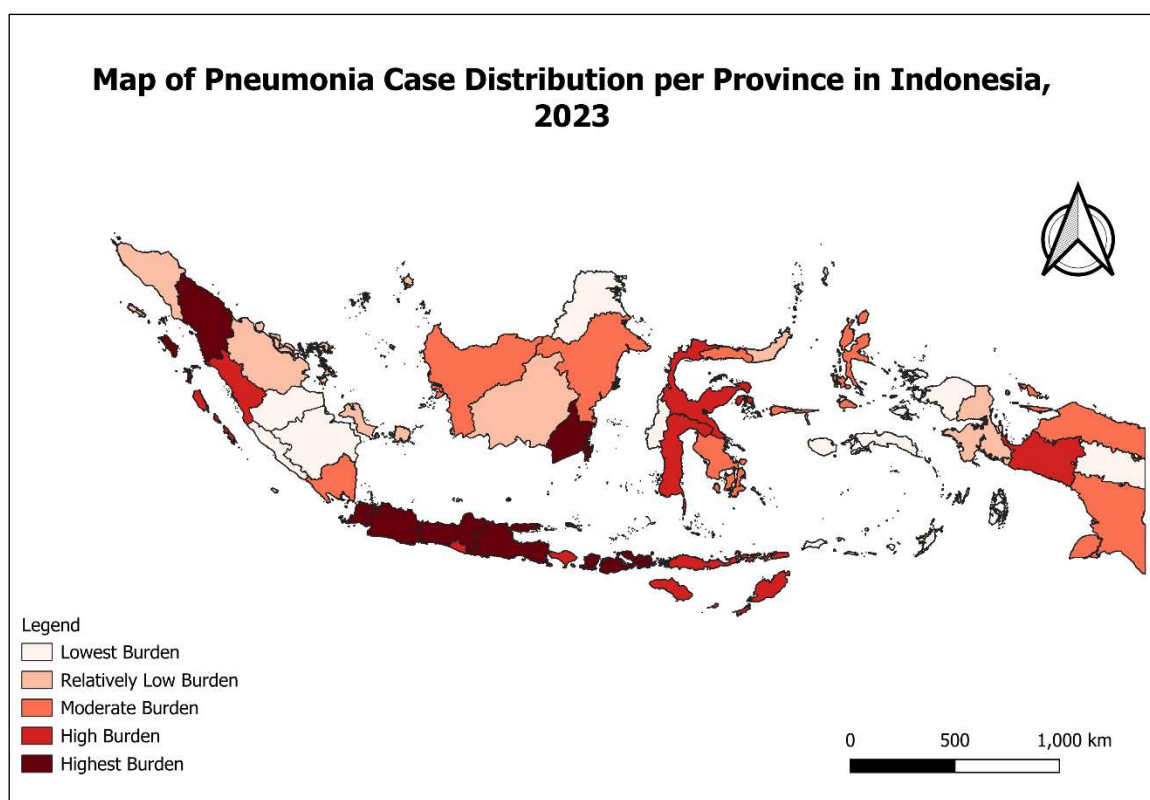 Map of Pneumonia Case Distribution per Province in Indonesia,
2023
Legend
Lowest Burden
Relatively Low Burden
Moderate Burden
High Burden
Highest Burden
0 500 1,000 km